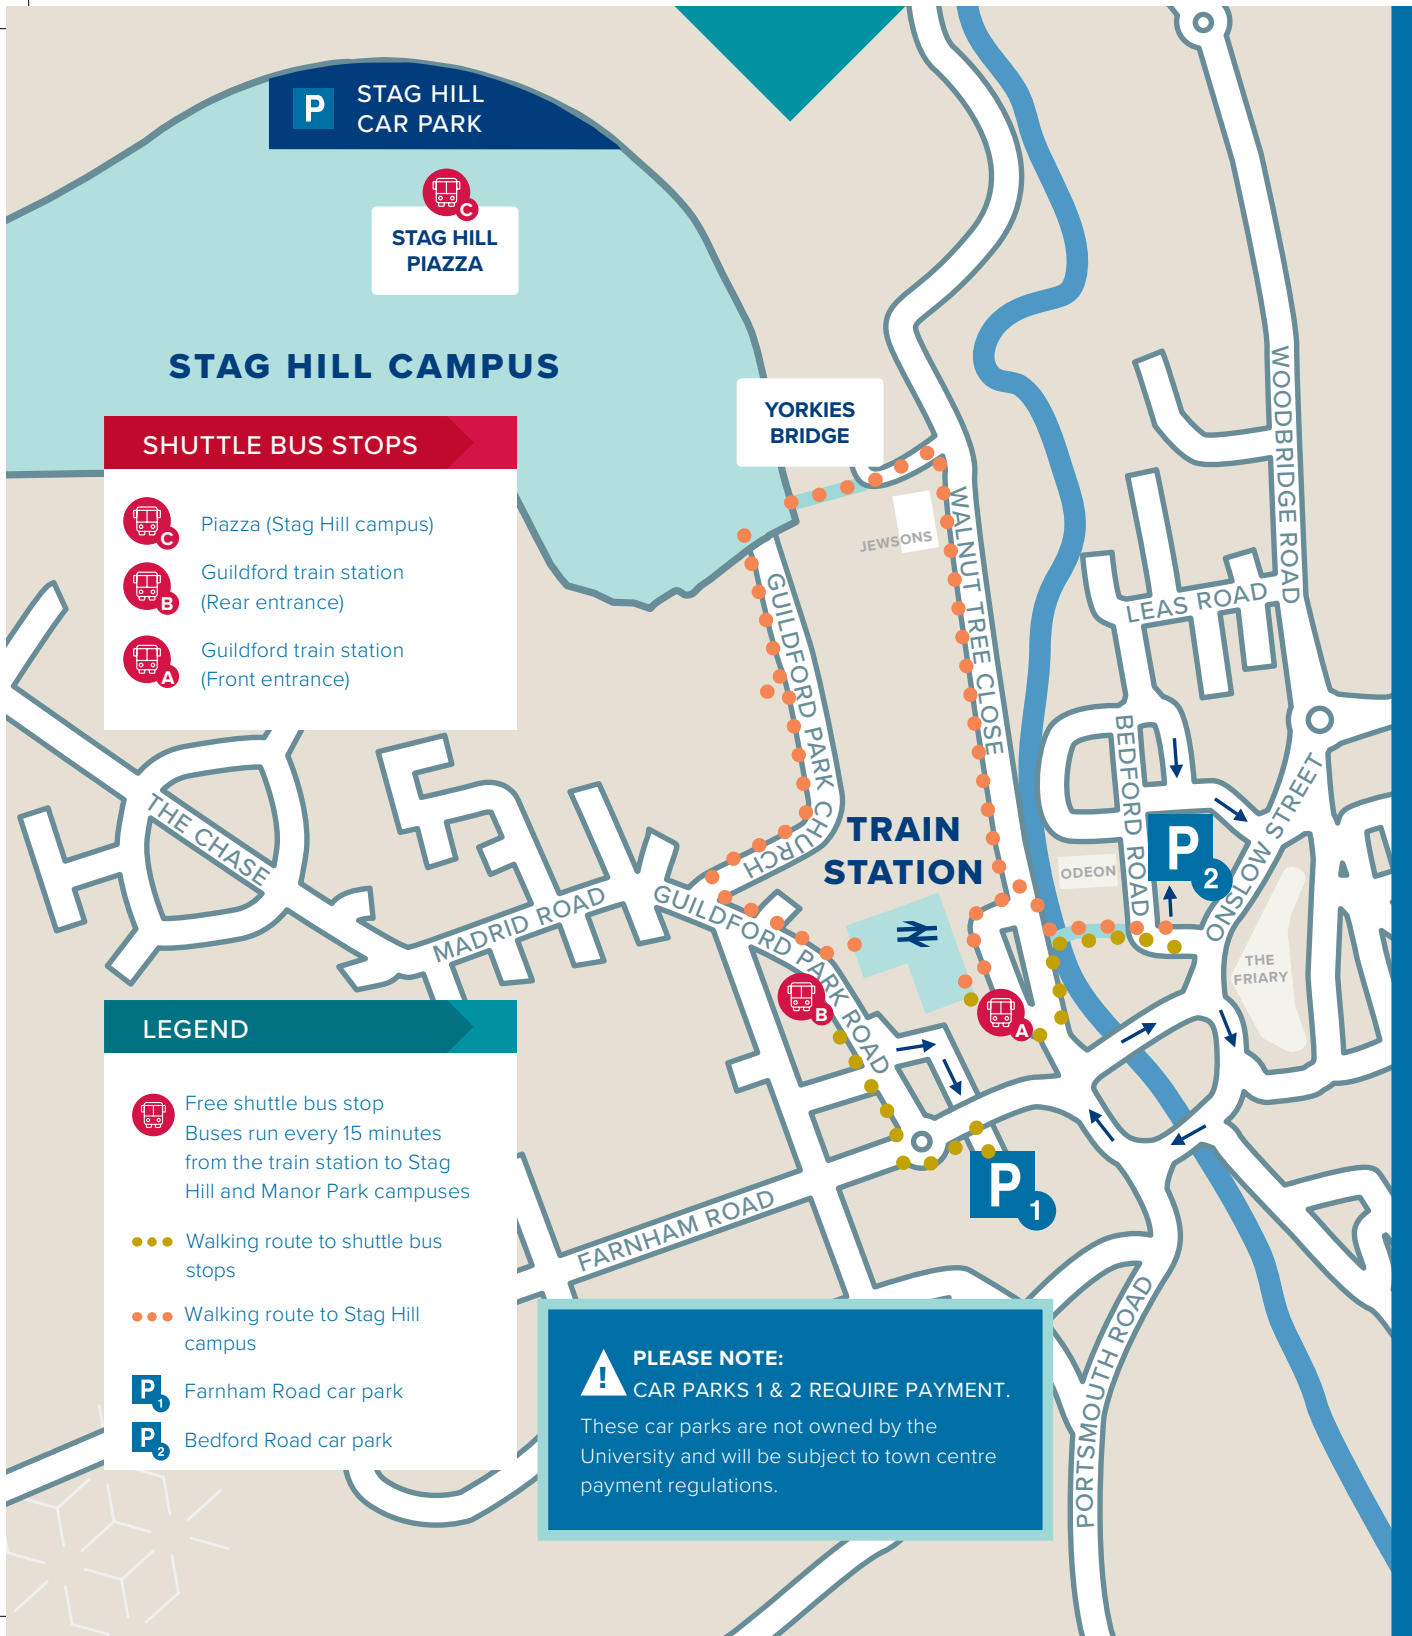 P
STAG HILL
CAR PARK
C
STAG HILL
PIAZZA
STAG HILL CAMPUS
YORKIES
BRIDGE
SHUTTLE BUS STOPS
C
Piazza (Stag Hill campus)
B
Guildford train station
(Rear entrance)
A
Guildford train station
(Front entrance)
JEWSONS
WALNUT TREE CLOSE
WOODBRIDGE ROAD
LEAS ROAD
GUILDFORD PARK
CHURCH
BEDFORD ROAD
ONSLOW STREET
THE CHASE
MADRID ROAD
GUILDFORD PARK ROAD
TRAIN
STATION
ODEON
P
2
THE
FRIARY
B
A
LEGEND
Free shuttle bus stop
Buses run every 15 minutes
from the train station to Stag
Hill and Manor Park campuses
Walking route to shuttle bus
stops
Walking route to Stag Hill
campus
P
1
Farnham Road car park
P
2
Bedford Road car park
P
1
FARNHAM ROAD
PORTSMOUTH ROAD
!
PLEASE NOTE:
CAR PARKS 1 & 2 REQUIRE PAYMENT.
These car parks are not owned by the
University and will be subject to town centre
payment regulations.